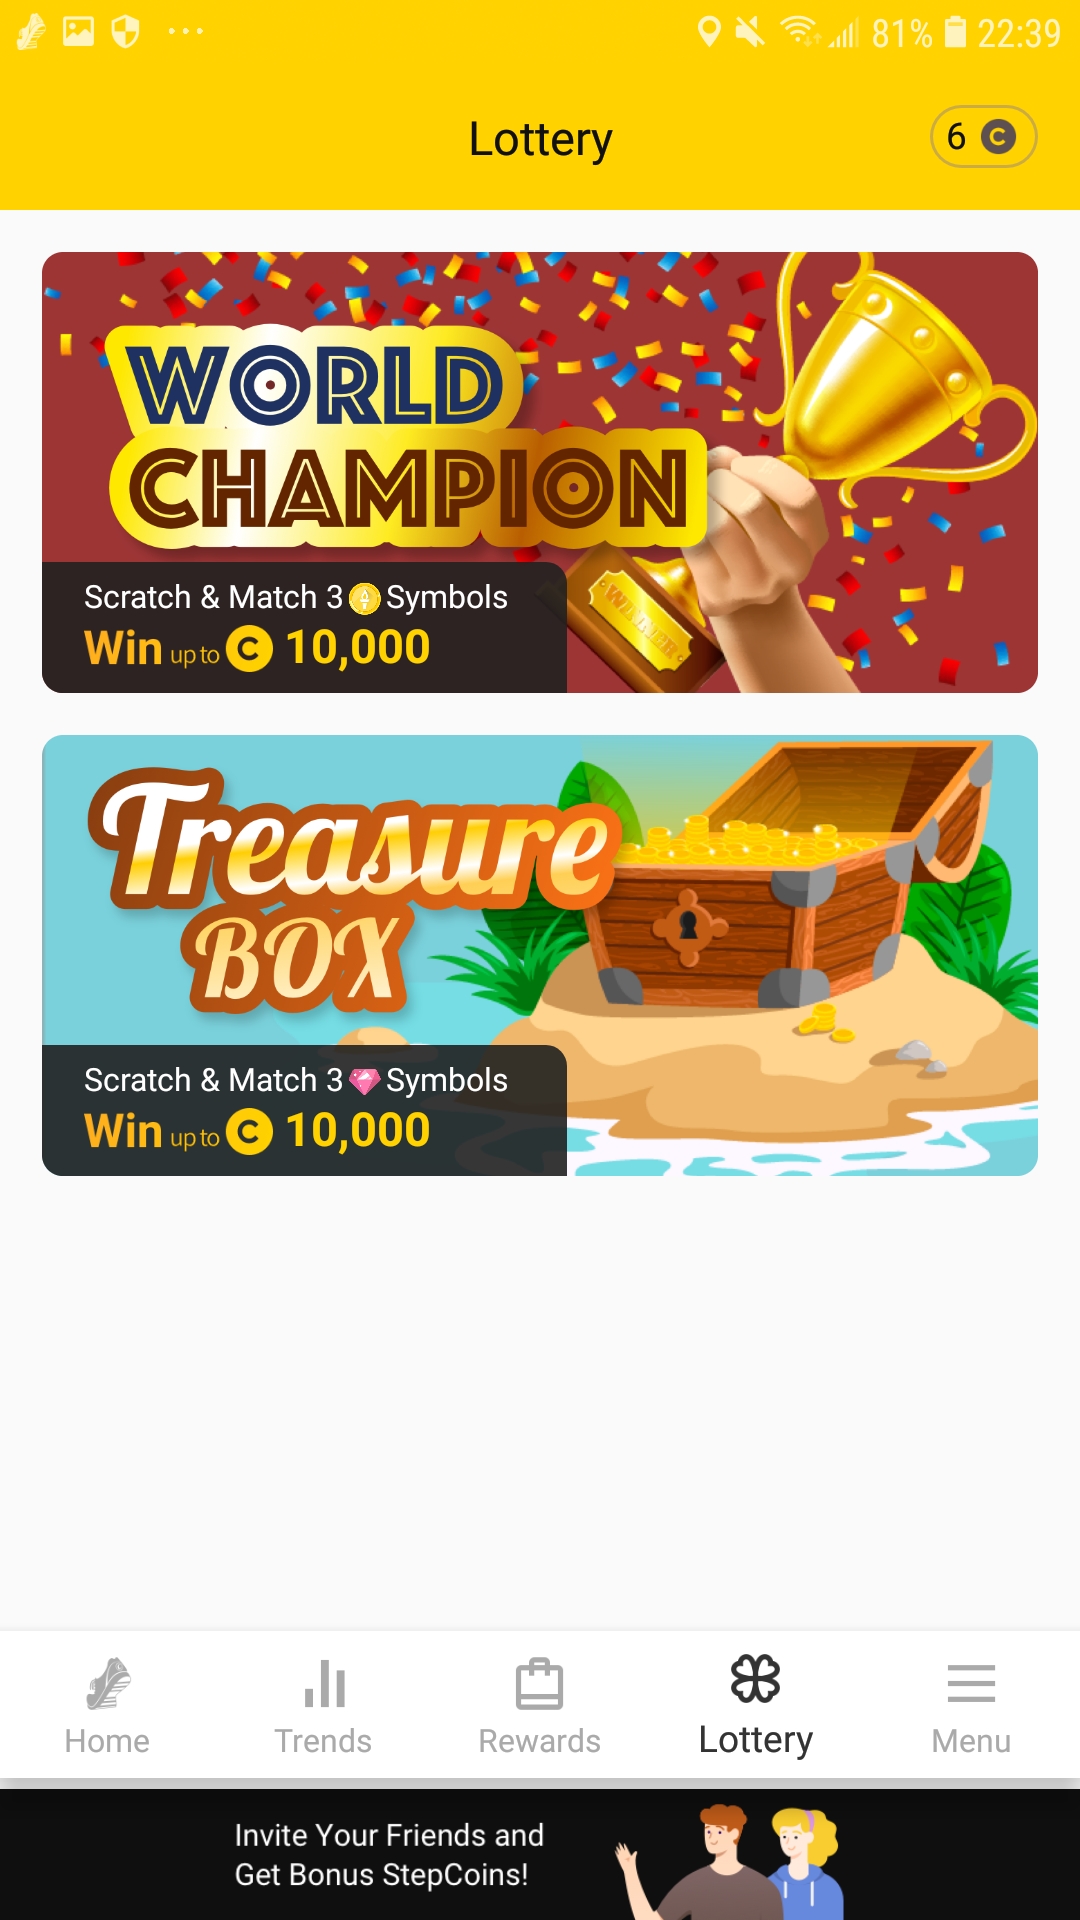 81% 22:39
Lottery
6 C
WORLD
CHAMPION
WINNER
Scratch & Match 3 Symbols
Win up to C 10,000
Treasure
BOX
Scratch & Match 3 Symbols
Win up to C 10,000
Home Trends Rewards Lottery Menu
Invite Your Friends and
Get Bonus StepCoins!